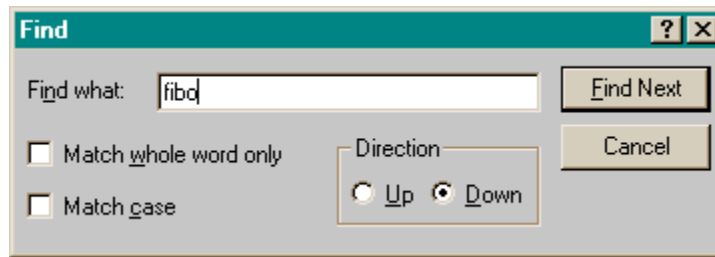 Find
Find what: fibo
Find Next
Match whole word only
Match case
Direction
Up Down
Cancel